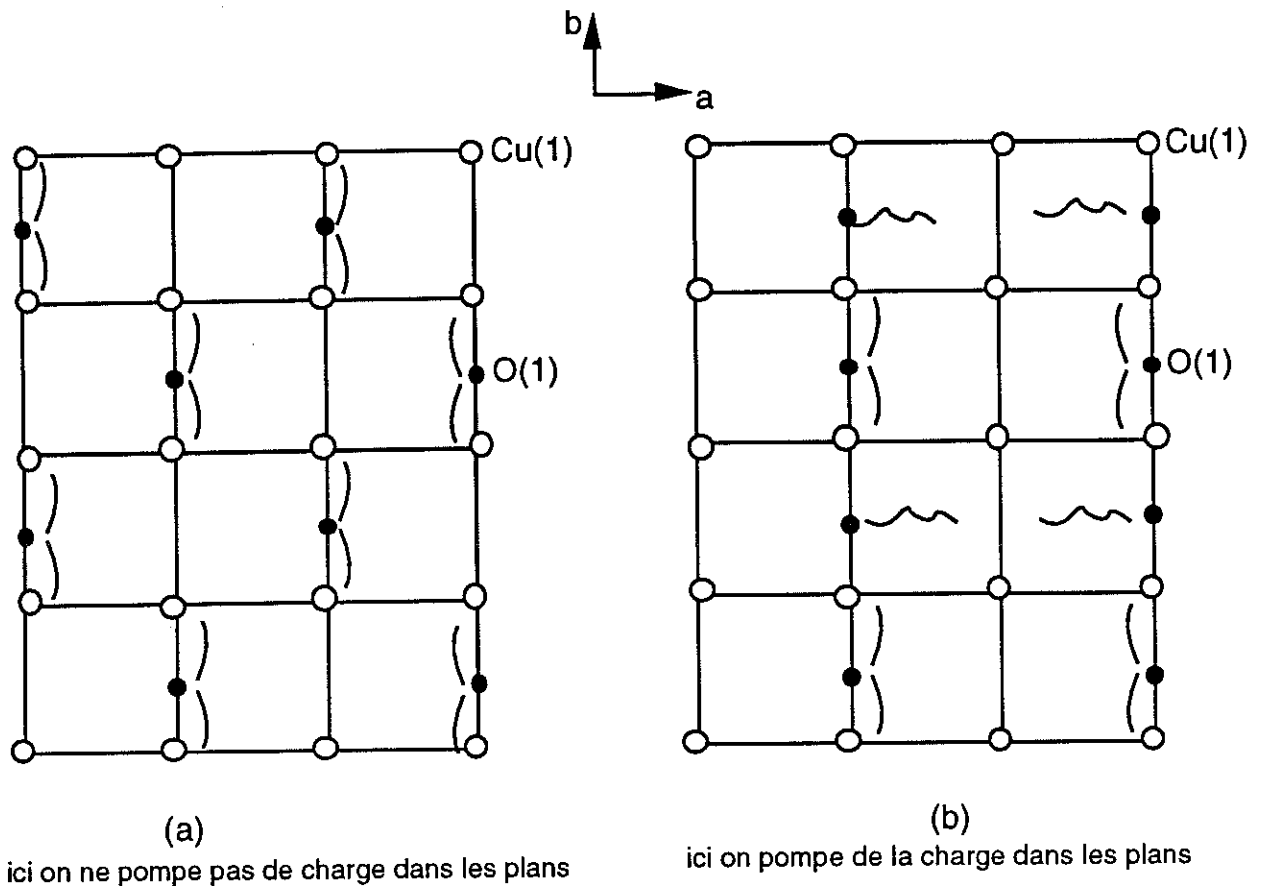 b
a
Cu(1)
Cu(1)
O(1)
O(1)
(a)
(b)
ici on ne pompe pas de charge dans les plans
ici on pompe de la charge dans les plans